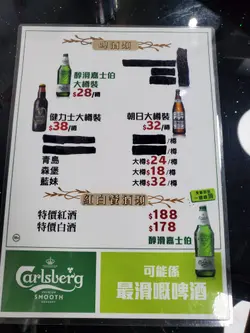 啤酒類
醇滑嘉士伯
大樽裝
$28/樽
健力士大樽裝
$38/樽
朝日大樽裝
$32/樽
/樽
/樽
青島 大樽$24/樽
森堡 大樽$18/樽
藍妹 大樽$32/樽
紅白酒類
特價紅酒 $188
特價白酒 $178
醇滑嘉士伯
Carlsberg
SMOOTH
可能係
最滑嘅啤酒